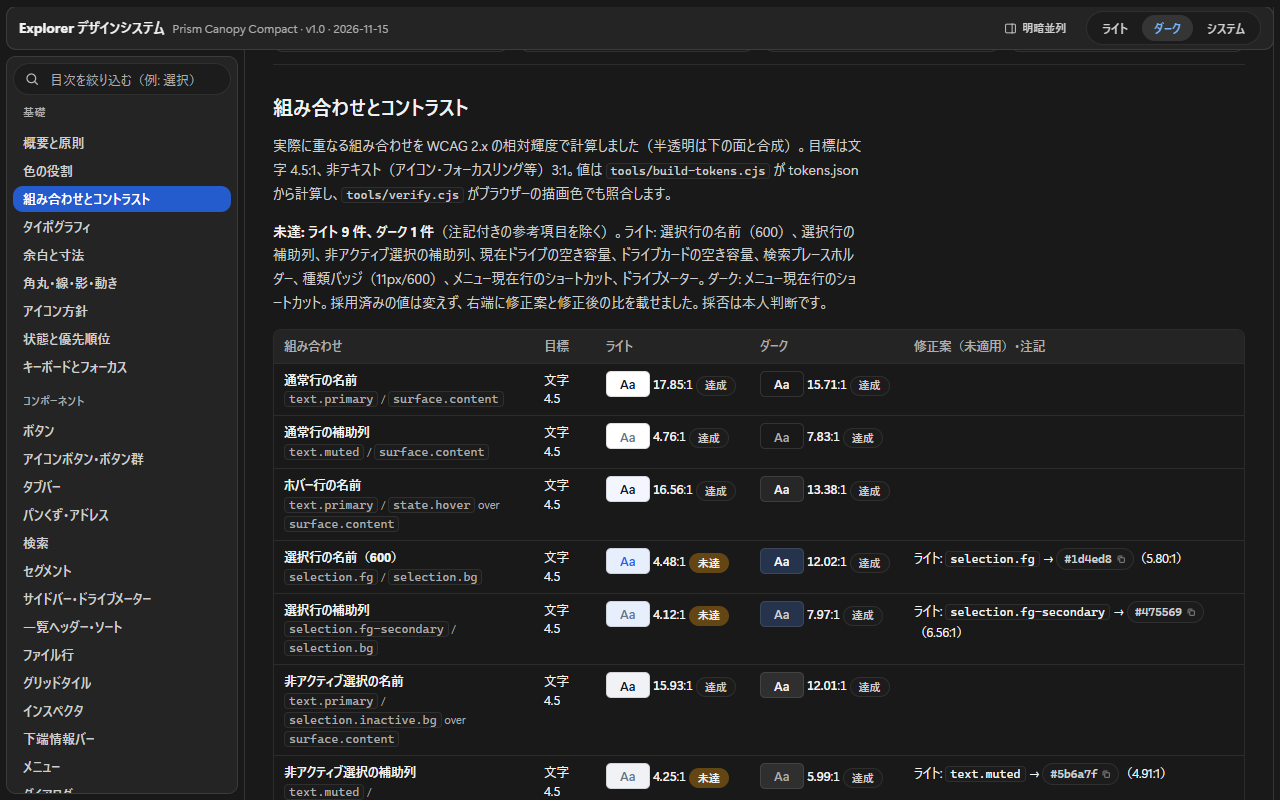 Explorer デザインシステム Prism Canopy Compact · v1.0 · 2026-11-15
明暗並列
ライト
ダーク
システム
目次を絞り込む（例: 選択）
基礎
概要と原則
色の役割
組み合わせとコントラスト
タイポグラフィ
余白と寸法
角丸・線・影・動き
アイコン方針
状態と優先順位
キーボードとフォーカス
コンポーネント
ボタン
アイコンボタン・ボタン群
タブバー
パンくず・アドレス
検索
セグメント
サイドバー・ドライブメーター
一覧ヘッダー・ソート
ファイル行
グリッドタイル
インスペクタ
下端情報バー
メニュー
ダイアログ
組み合わせとコントラスト
実際に重なる組み合わせを WCAG 2.x の相対輝度で計算しました（半透明は下の面と合成）。目標は文
字 4.5:1、非テキスト（アイコン・フォーカスリング等）3:1。値は tools/build-tokens.cjs が tokens.json
から計算し、 tools/verify.cjs がブラウザーの描画色でも照合します。
未達: ライト 9 件、ダーク 1 件（注記付きの参考項目を除く）。ライト: 選択行の名前（600）、選択行の
補助列、非アクティブ選択の補助列、現在ドライブの空き容量、ドライブカードの空き容量、検索プレースホル
ダー、種類バッジ（11px/600）、メニュー現在行のショートカット、ドライブメーター。ダーク: メニュー現在行のショ
ートカット。採用済みの値は変えず、右端に修正案と修正後の比を載せました。採否は本人判断です。
組み合わせ 目標 ライト ダーク 修正案（未適用）・注記
通常行の名前
text.primary / surface.content
文字
4.5
Aa 17.85:1 達成
Aa 15.71:1 達成
通常行の補助列
text.muted / surface.content
文字
4.5
Aa 4.76:1 達成
Aa 7.83:1 達成
ホバー行の名前
text.primary / state.hover over
surface.content
文字
4.5
Aa 16.56:1 達成
Aa 13.38:1 達成
選択行の名前（600）
selection.fg / selection.bg
文字
4.5
Aa 4.48:1 未達
Aa 12.02:1 達成
ライト: selection.fg → #1d4ed8 （5.80:1）
選択行の補助列
selection.fg-secondary /
selection.bg
文字
4.5
Aa 4.12:1 未達
Aa 7.97:1 達成
ライト: selection.fg-secondary → #475569
（6.56:1）
非アクティブ選択の名前
text.primary /
selection.inactive.bg over
surface.content
文字
4.5
Aa 15.93:1 達成
Aa 12.01:1 達成
非アクティブ選択の補助列
text.muted /
文字
4.5
Aa 4.25:1 未達
Aa 5.99:1 達成
ライト: text.muted → #5b6a7f （4.91:1）